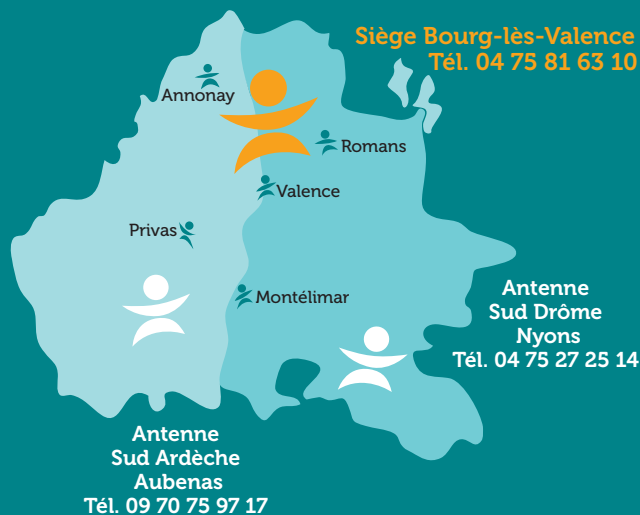 Siège Bourg-lès-Valence
Tél. 04 75 81 63 10
Annonay
Romans
Valence
Privas
Montélimar
Antenne
Sud Drôme
Nyons
Tél. 04 75 27 25 14
Antenne
Sud Ardèche
Aubenas
Tél. 09 70 75 97 17